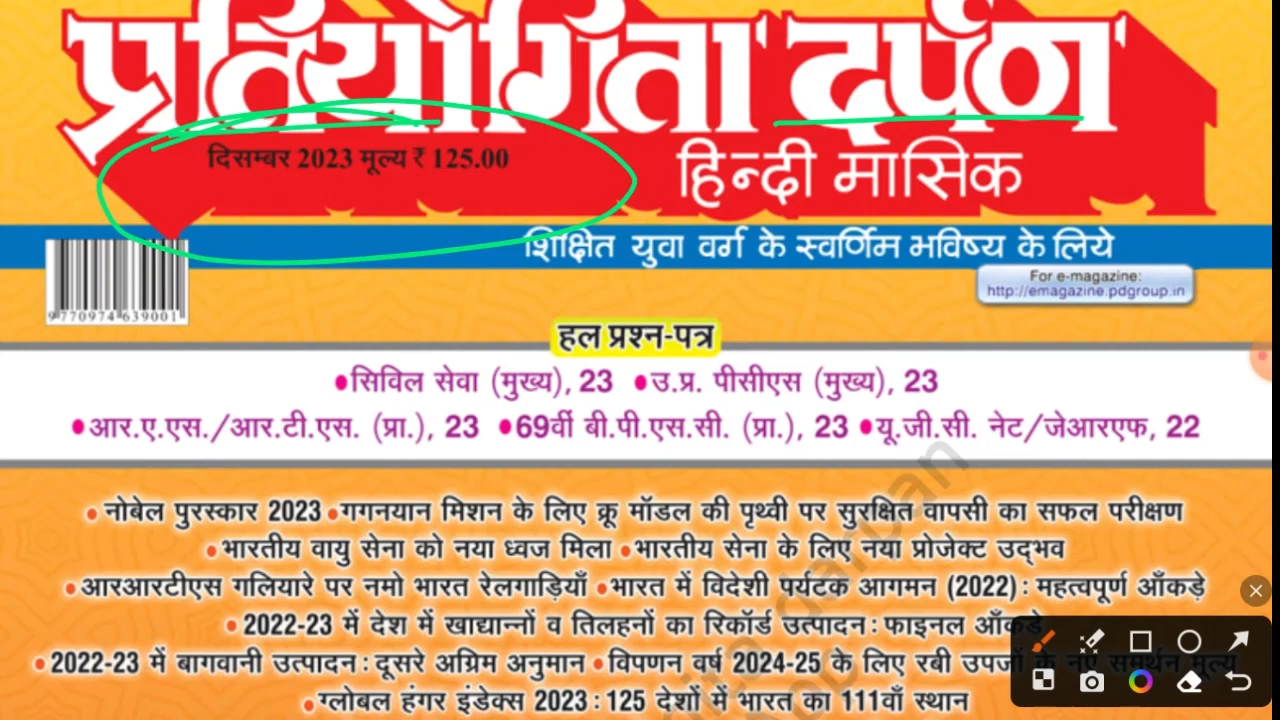 प्रतियोगिता दर्पण
दिसम्बर 2023 मूल्य ₹ 125.00
हिन्दी मासिक
शिक्षित युवा वर्ग के स्वर्णिम भविष्य के लिये
For e-magazine:
http://emagazine.pdgroup.in
9 770974 639001
हल प्रश्न-पत्र
●सिविल सेवा (मुख्य), 23 ●उ.प्र. पीसीएस (मुख्य), 23
●आर.ए.एस./आर.टी.एस. (प्रा.), 23 ●69वीं बी.पी.एस.सी. (प्रा.), 23 ●यू.जी.सी. नेट/जेआरएफ, 22
●नोबेल पुरस्कार 2023 ●गगनयान मिशन के लिए क्रू मॉडल की पृथ्वी पर सुरक्षित वापसी का सफल परीक्षण
●भारतीय वायु सेना को नया ध्वज मिला ●भारतीय सेना के लिए नया प्रोजेक्ट उद्भव
●आरआरटीएस गलियारे पर नमो भारत रेलगाड़ियाँ ●भारत में विदेशी पर्यटक आगमन (2022) : महत्वपूर्ण आँकड़े
●2022-23 में देश में खाद्यान्नों व तिलहनों का रिकॉर्ड उत्पादन : फाइनल आँकड़े
●2022-23 में बागवानी उत्पादन : दूसरे अग्रिम अनुमान ●विपणन वर्ष 2024-25 के लिए रबी उपजों के नए समर्थन मूल्य
●ग्लोबल हंगर इंडेक्स 2023 : 125 देशों में भारत का 111वाँ स्थान